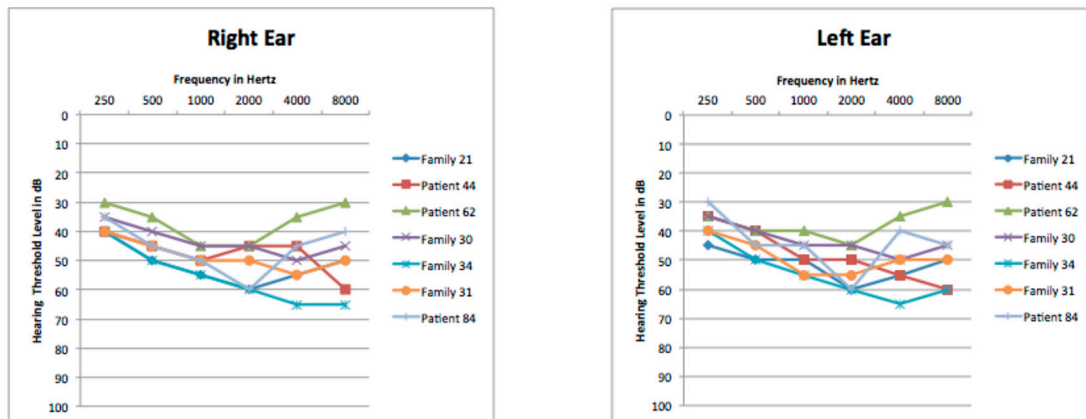 Right Ear
Frequency in Hertz
250 500 1000 2000 4000 8000
Hearing Threshold Level in dB
0
10
20
30
40
50
60
70
80
90
100
Family 21
Patient 44
Patient 62
Family 30
Family 34
Family 31
Patient 84
Left Ear
Frequency in Hertz
250 500 1000 2000 4000 8000
Hearing Threshold Level in dB
0
10
20
30
40
50
60
70
80
90
100
Family 21
Patient 44
Patient 62
Family 30
Family 34
Family 31
Patient 84